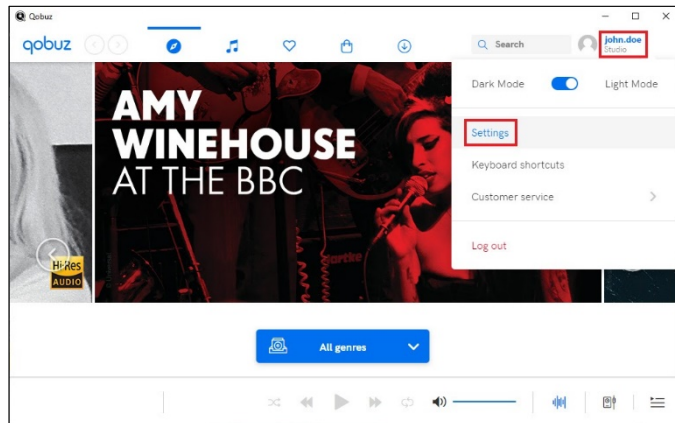 Qobuz
qobuz
Search
john.doe
Studio
Dark Mode
Light Mode
Settings
Keyboard shortcuts
Customer service
Log out
AMY
WINEHOUSE
AT THE BBC
Hi-Res
AUDIO
All genres